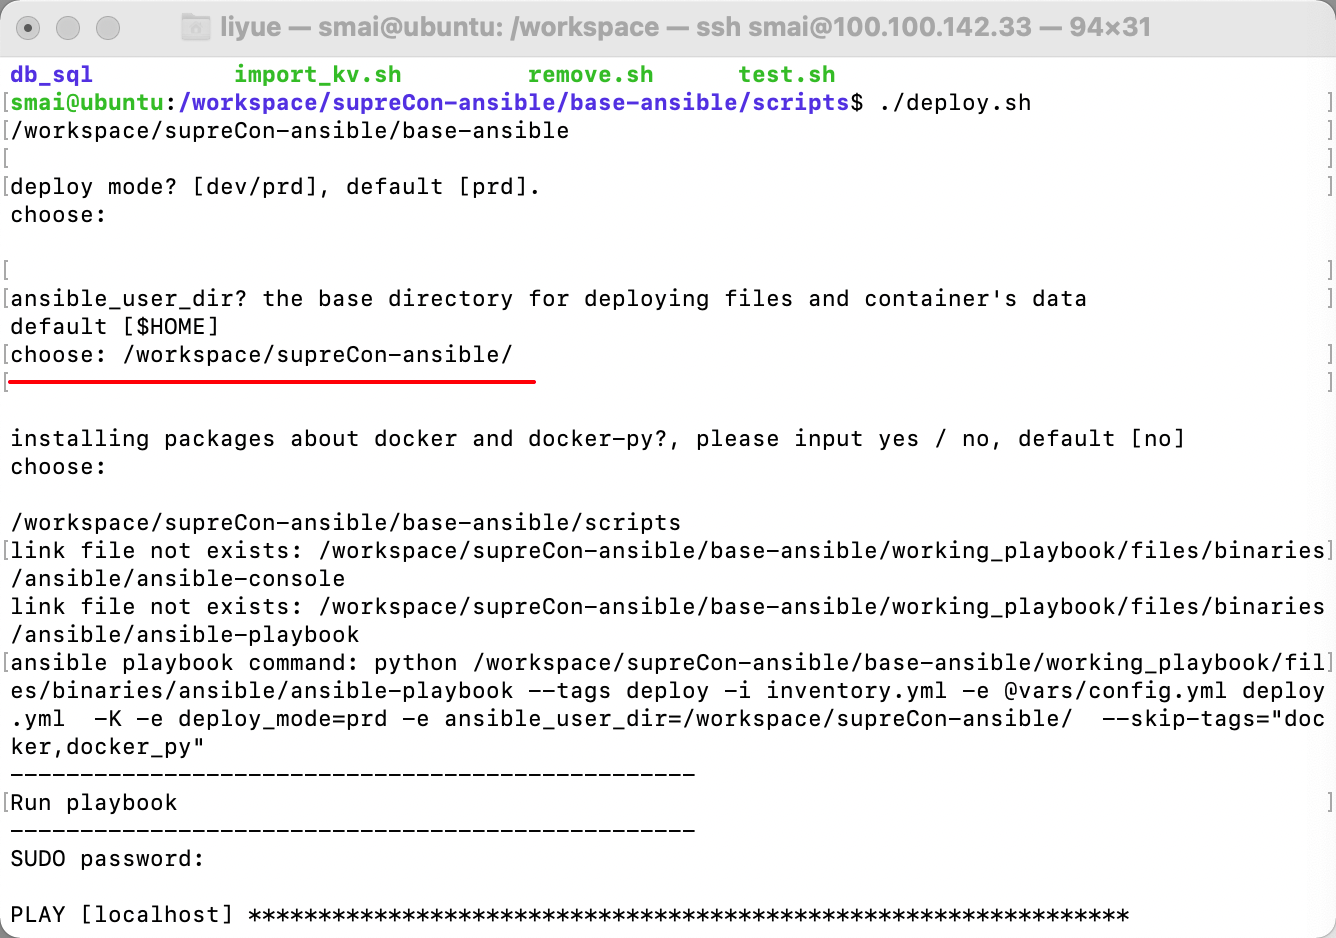 liyue — smai@ubuntu: /workspace — ssh smai@100.100.142.33 — 94×31
db_sql import_kv.sh remove.sh test.sh
[smai@ubuntu:/workspace/supreCon-ansible/base-ansible/scripts$ ./deploy.sh ]
[/workspace/supreCon-ansible/base-ansible ]
[ ]
[deploy mode? [dev/prd], default [prd]. ]
choose:
[ ]
[ansible_user_dir? the base directory for deploying files and container's data ]
default [$HOME]
[choose: /workspace/supreCon-ansible/ ]
[ ]
installing packages about docker and docker-py?, please input yes / no, default [no]
choose:
/workspace/supreCon-ansible/base-ansible/scripts
[link file not exists: /workspace/supreCon-ansible/base-ansible/working_playbook/files/binaries]
/ansible/ansible-console
link file not exists: /workspace/supreCon-ansible/base-ansible/working_playbook/files/binaries
/ansible/ansible-playbook
[ansible playbook command: python /workspace/supreCon-ansible/base-ansible/working_playbook/fil]
es/binaries/ansible/ansible-playbook --tags deploy -i inventory.yml -e @vars/config.yml deploy
.yml  -K -e deploy_mode=prd -e ansible_user_dir=/workspace/supreCon-ansible/  --skip-tags="doc
ker,docker_py"
-------------------------------------------------
[Run playbook ]
-------------------------------------------------
SUDO password:
PLAY [localhost] ***************************************************************